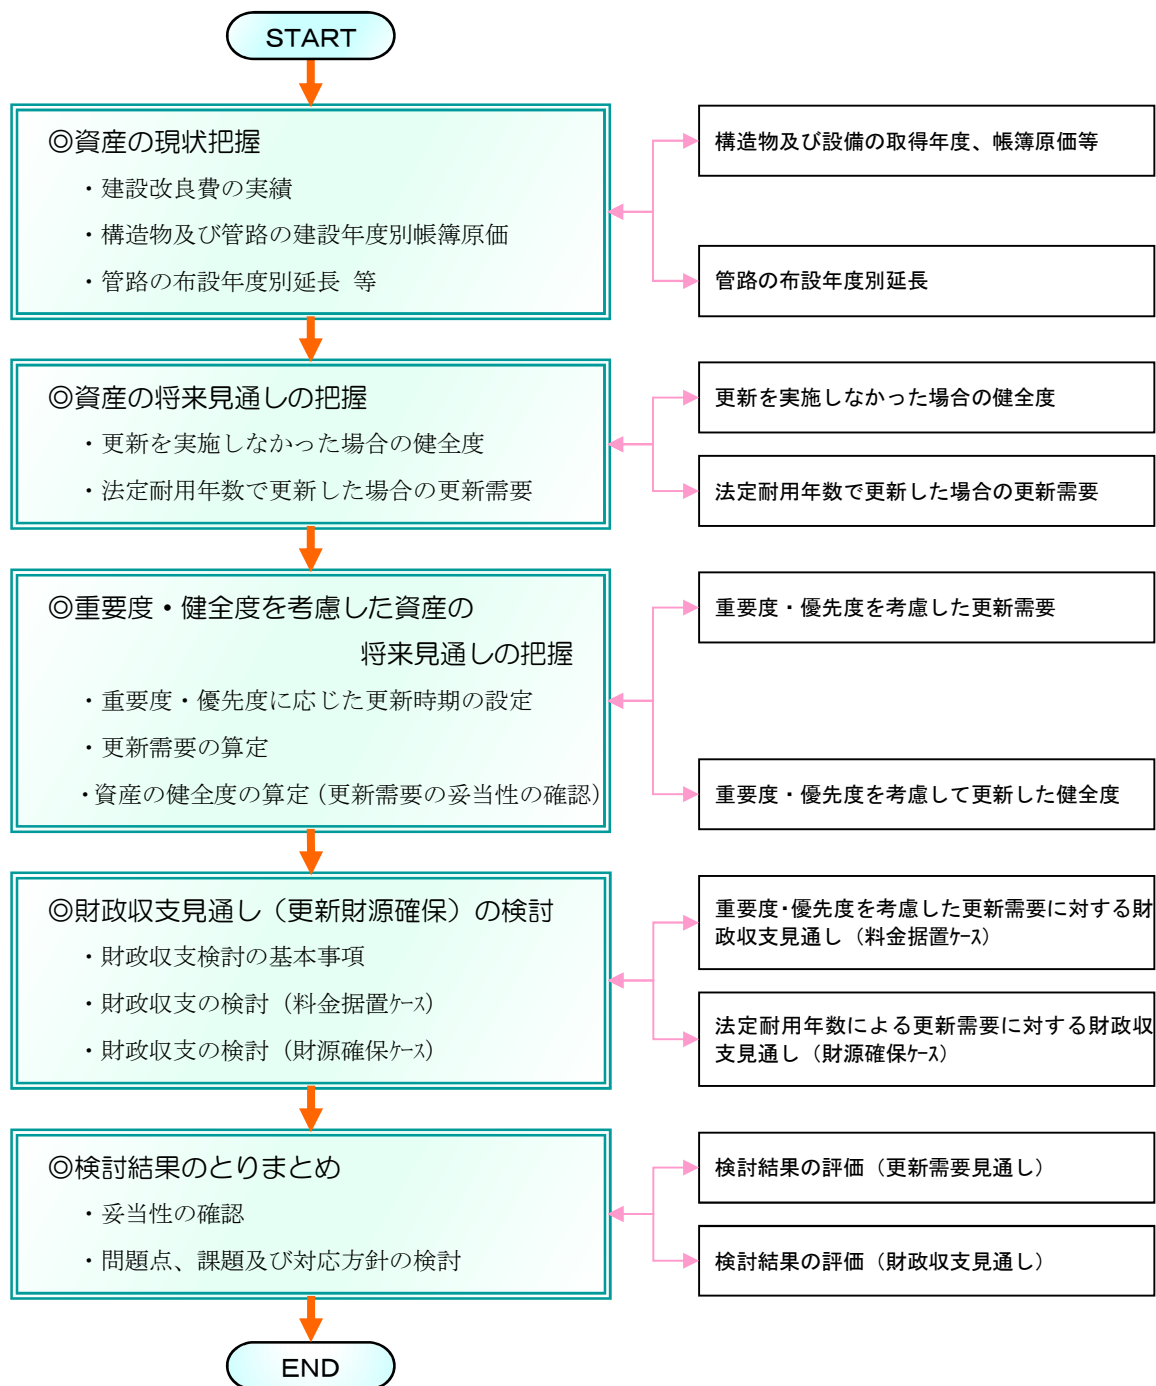 START
◎資産の現状把握
・建設改良費の実績
・構造物及び管路の建設年度別帳簿原価
・管路の布設年度別延長 等
構造物及び設備の取得年度、帳簿原価等
管路の布設年度別延長
◎資産の将来見通しの把握
・更新を実施しなかった場合の健全度
・法定耐用年数で更新した場合の更新需要
更新を実施しなかった場合の健全度
法定耐用年数で更新した場合の更新需要
◎重要度・健全度を考慮した資産の
将来見通しの把握
・重要度・優先度に応じた更新時期の設定
・更新需要の算定
・資産の健全度の算定（更新需要の妥当性の確認）
重要度・優先度を考慮した更新需要
重要度・優先度を考慮して更新した健全度
◎財政収支見通し（更新財源確保）の検討
・財政収支検討の基本事項
・財政収支の検討（料金据置ｹｰｽ）
・財政収支の検討（財源確保ｹｰｽ）
重要度･優先度を考慮した更新需要に対する財
政収支見通し（料金据置ｹｰｽ）
法定耐用年数による更新需要に対する財政収
支見通し（財源確保ｹｰｽ）
◎検討結果のとりまとめ
・妥当性の確認
・問題点、課題及び対応方針の検討
検討結果の評価（更新需要見通し）
検討結果の評価（財政収支見通し）
END